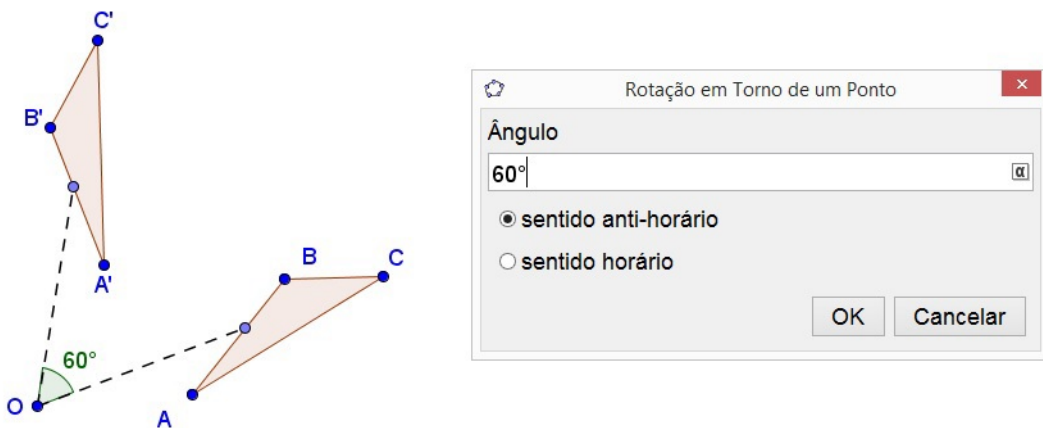 C'
B'
A'
60°
O
A
B
C
Rotação em Torno de um Ponto
×
Ângulo
60°
α
sentido anti-horário
sentido horário
OK Cancelar